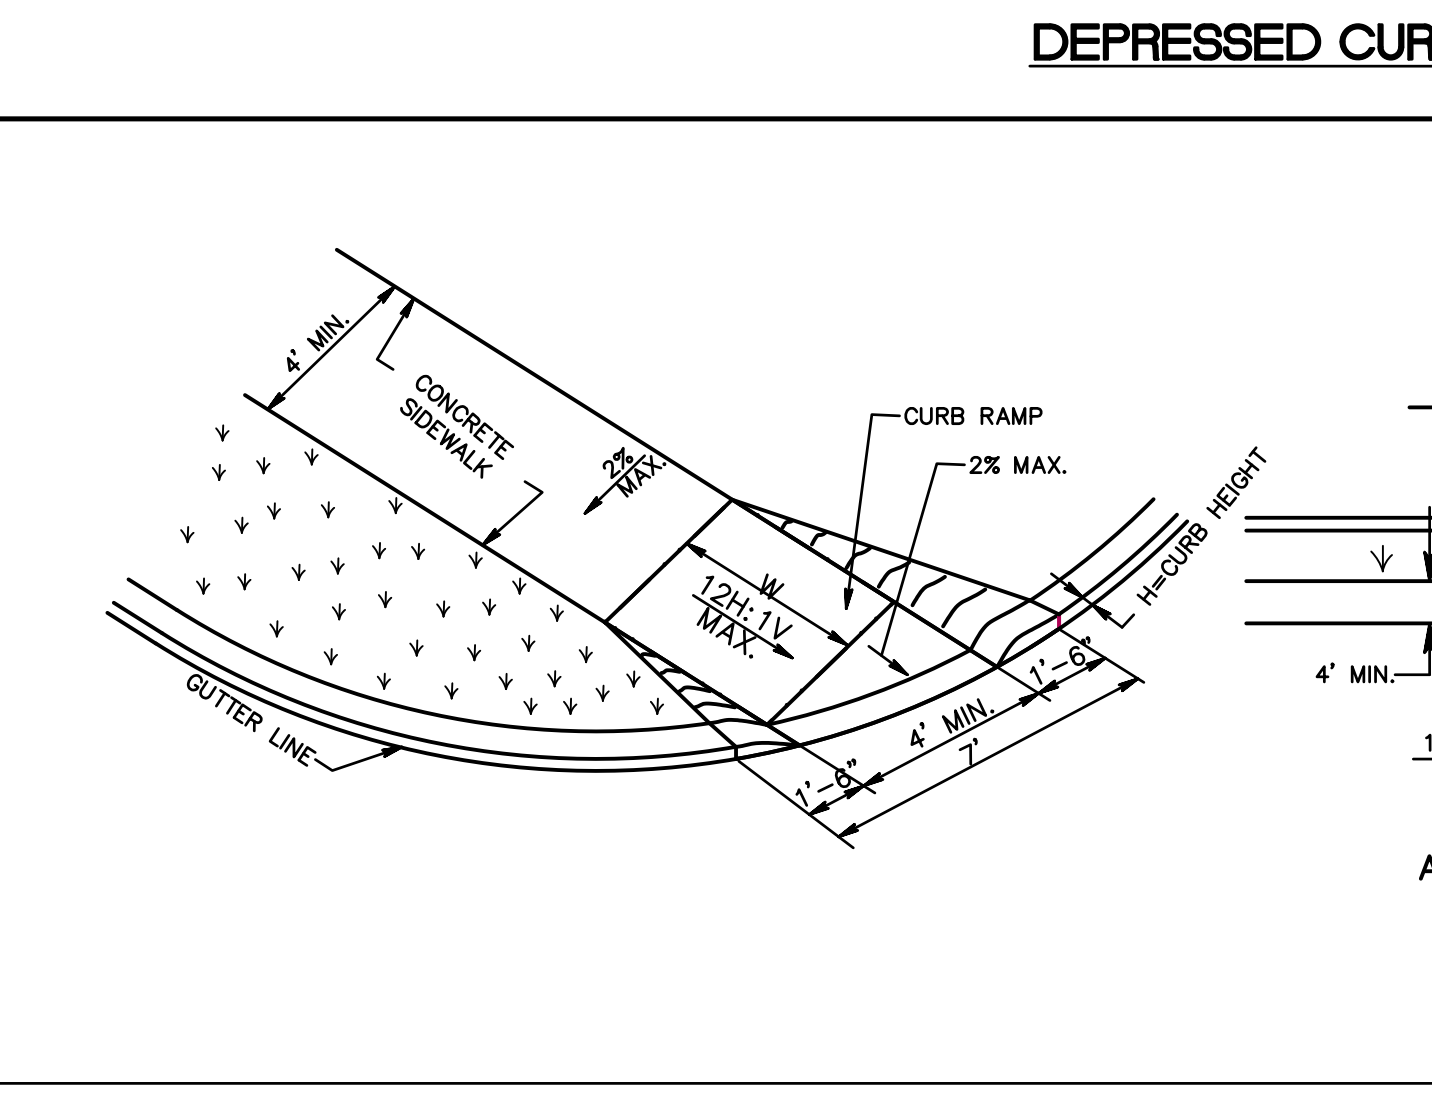 DEPRESSED CUR
4' MIN.
CONCRETE
SIDEWALK
2%
MAX.
CURB RAMP
2% MAX.
H=CURB HEIGHT
W
12H:1V
MAX.
GUTTER LINE
1'-6"
4' MIN.
7'
1'-6"
4' MIN.
1
A